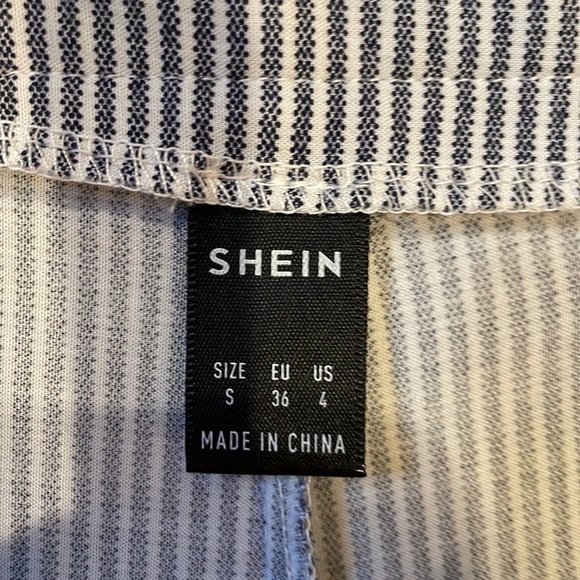 SHEIN
SIZE EU US
S 36 4
MADE IN CHINA